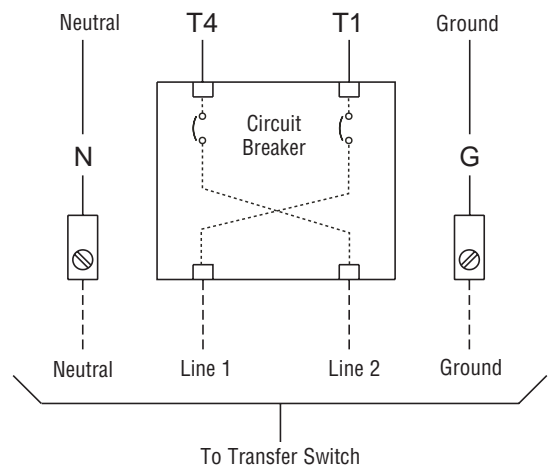 Neutral T4 T1 Ground
Circuit
Breaker
N G
Neutral Line 1 Line 2 Ground
To Transfer Switch